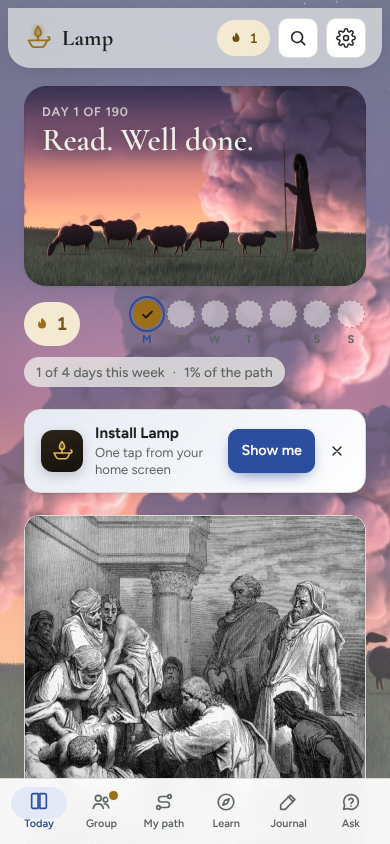 Lamp
1
DAY 1 OF 190
Read. Well done.
1
M T W T F S S
1 of 4 days this week · 1% of the path
Install Lamp
One tap from your
home screen
Show me
Today Group My path Learn Journal Ask